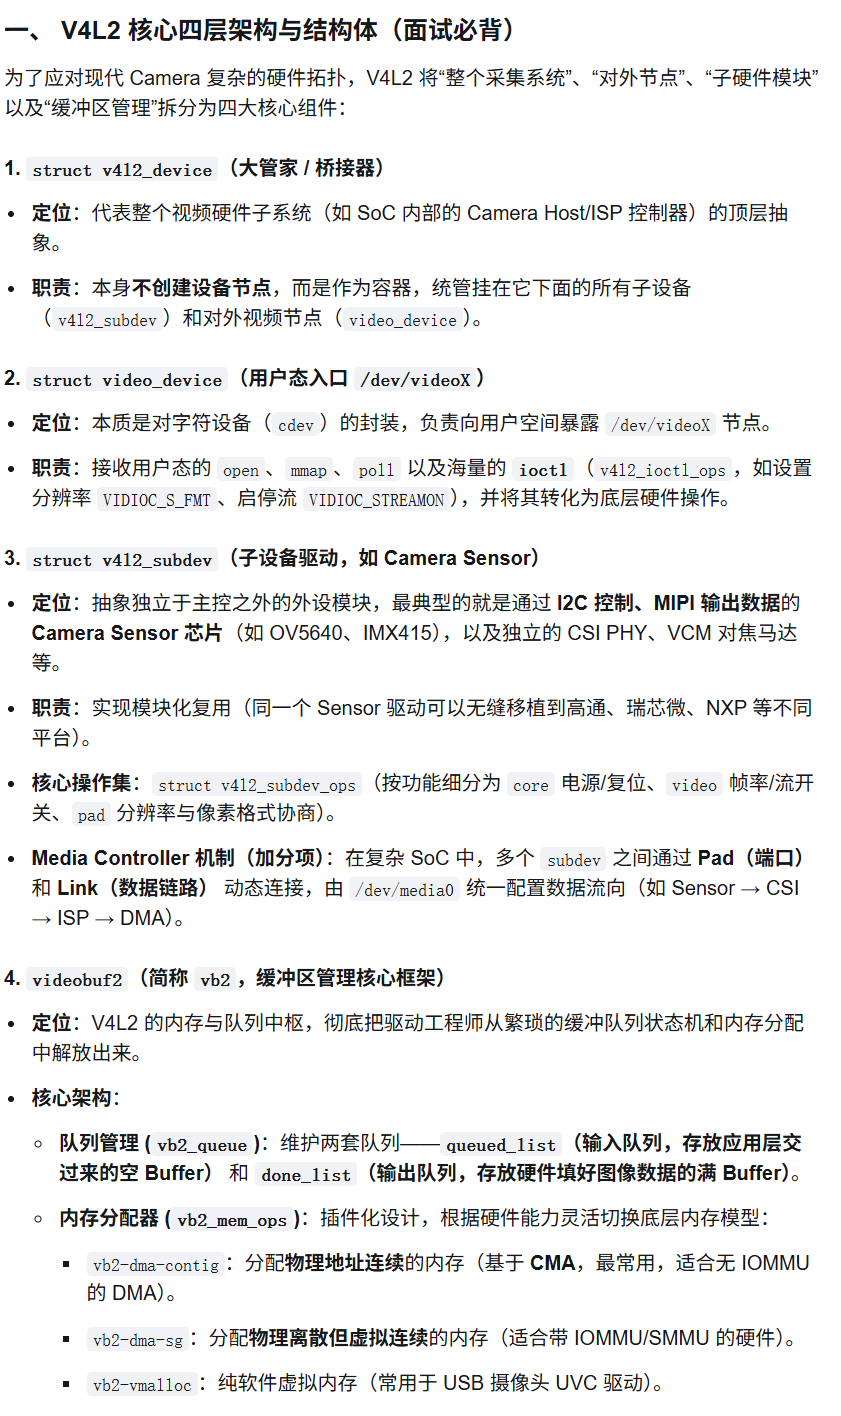 一、 V4L2 核心四层架构与结构体（面试必背）
为了应对现代 Camera 复杂的硬件拓扑，V4L2 将“整个采集系统”、“对外节点”、“子硬件模块”
以及“缓冲区管理”拆分为四大核心组件：
1. struct v4l2_device（大管家 / 桥接器）
• 定位：代表整个视频硬件子系统（如 SoC 内部的 Camera Host/ISP 控制器）的顶层抽
象。
• 职责：本身不创建设备节点，而是作为容器，统管挂在它下面的所有子设备
（v4l2_subdev）和对外视频节点（video_device）。
2. struct video_device（用户态入口 /dev/videoX）
• 定位：本质是对字符设备（cdev）的封装，负责向用户空间暴露 /dev/videoX 节点。
• 职责：接收用户态的 open、mmap、poll 以及海量的 ioctl（v4l2_ioctl_ops，如设置
分辨率 VIDIOC_S_FMT、启停流 VIDIOC_STREAMON），并将其转化为底层硬件操作。
3. struct v4l2_subdev（子设备驱动，如 Camera Sensor）
• 定位：抽象独立于主控之外的外设模块，最典型的就是通过 I2C 控制、MIPI 输出数据的
Camera Sensor 芯片（如 OV5640、IMX415），以及独立的 CSI PHY、VCM 对焦马达
等。
• 职责：实现模块化复用（同一个 Sensor 驱动可以无缝移植到高通、瑞芯微、NXP 等不同
平台）。
• 核心操作集：struct v4l2_subdev_ops（按功能细分为 core 电源/复位、video 帧率/流开
关、pad 分辨率与像素格式协商）。
• Media Controller 机制（加分项）：在复杂 SoC 中，多个 subdev 之间通过 Pad（端口）
和 Link（数据链路） 动态连接，由 /dev/media0 统一配置数据流向（如 Sensor → CSI
→ ISP → DMA）。
4. videobuf2（简称 vb2，缓冲区管理核心框架）
• 定位：V4L2 的内存与队列中枢，彻底把驱动工程师从繁琐的缓冲队列状态机和内存分配
中解放出来。
• 核心架构：
○ 队列管理 (vb2_queue)：维护两套队列——queued_list（输入队列，存放应用层交
过来的空 Buffer） 和 done_list（输出队列，存放硬件填好图像数据的满 Buffer）。
○ 内存分配器 (vb2_mem_ops)：插件化设计，根据硬件能力灵活切换底层内存模型：
▪ vb2-dma-contig：分配物理地址连续的内存（基于 CMA，最常用，适合无 IOMMU
的 DMA）。
▪ vb2-dma-sg：分配物理离散但虚拟连续的内存（适合带 IOMMU/SMMU 的硬件）。
▪ vb2-vmalloc：纯软件虚拟内存（常用于 USB 摄像头 UVC 驱动）。